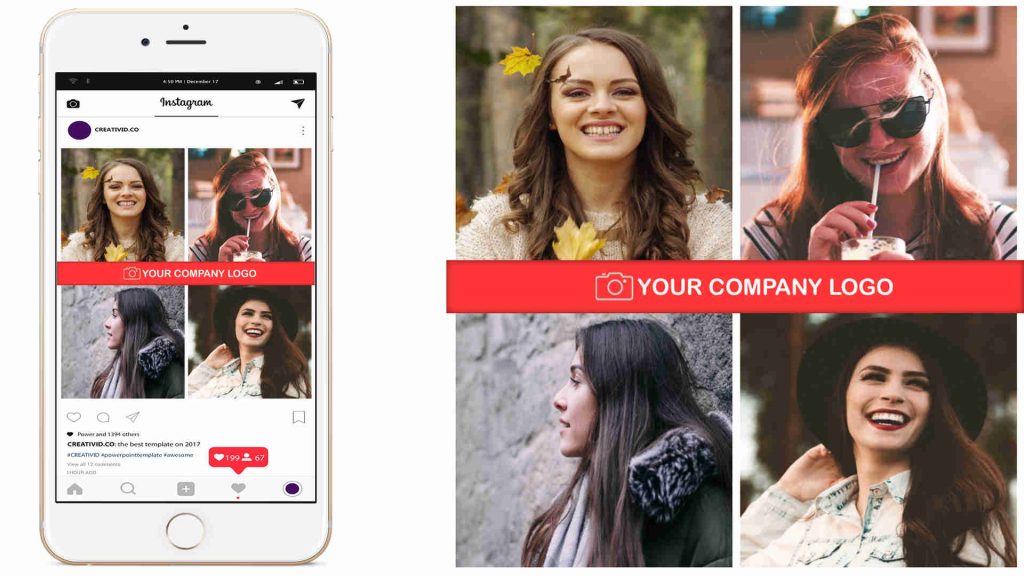 4:50 PM | December 17
Instagram
CREATIVID.CO
YOUR COMPANY LOGO
Power and 1394 others
CREATIVID.CO: the best template on 2017
#CREATIVID #powerpointtemplate #awesome
View all 12 comments
1 HOUR AGO
199 67
YOUR COMPANY LOGO